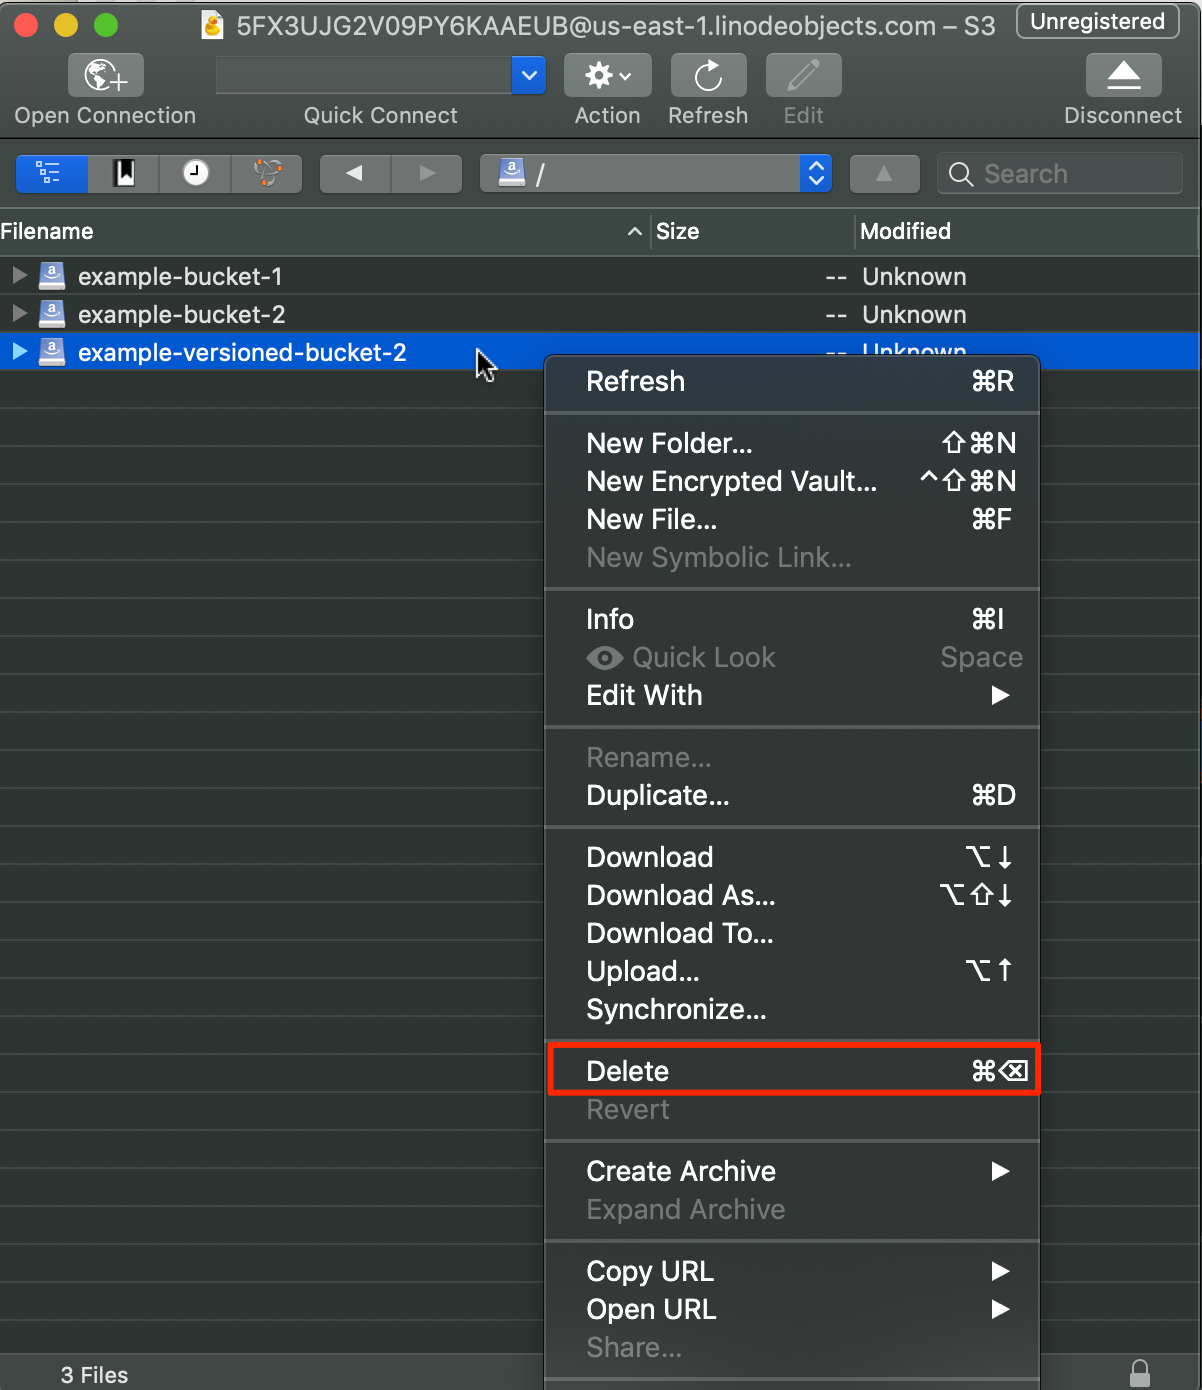 5FX3UJG2V09PY6KAAEUB@us-east-1.linodeobjects.com – S3
Unregistered
Open Connection
Quick Connect
Action
Refresh
Edit
Disconnect
/
Search
Filename
Size
Modified
example-bucket-1 -- Unknown
example-bucket-2 -- Unknown
example-versioned-bucket-2 -- Unknown
Refresh ⌘R
New Folder... ⇧⌘N
New Encrypted Vault... ^⇧⌘N
New File... ⌘F
New Symbolic Link...
Info ⌘I
Quick Look Space
Edit With ▶
Rename...
Duplicate... ⌘D
Download ⌥↓
Download As... ⌥⇧↓
Download To...
Upload... ⌥↑
Synchronize...
Delete ⌘⌫
Revert
Create Archive ▶
Expand Archive
Copy URL ▶
Open URL ▶
Share...
3 Files